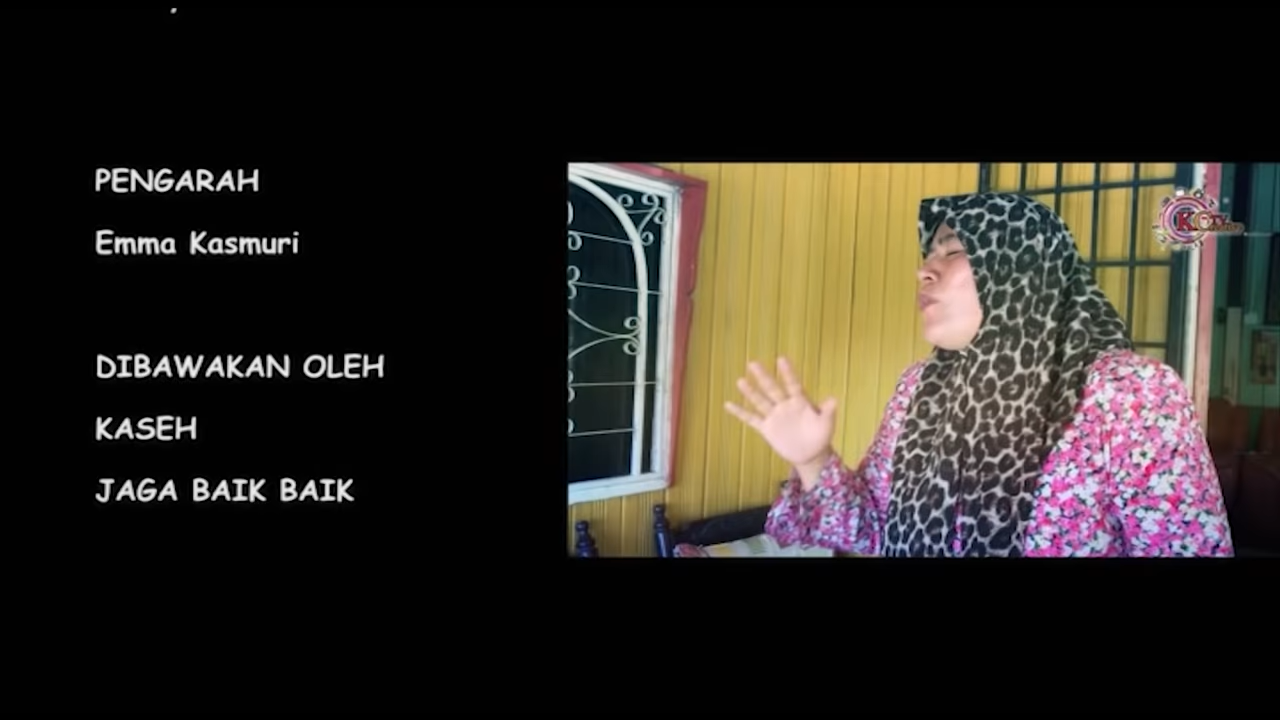 PENGARAH
Emma Kasmuri
DIBAWAKAN OLEH
KASEH
JAGA BAIK BAIK